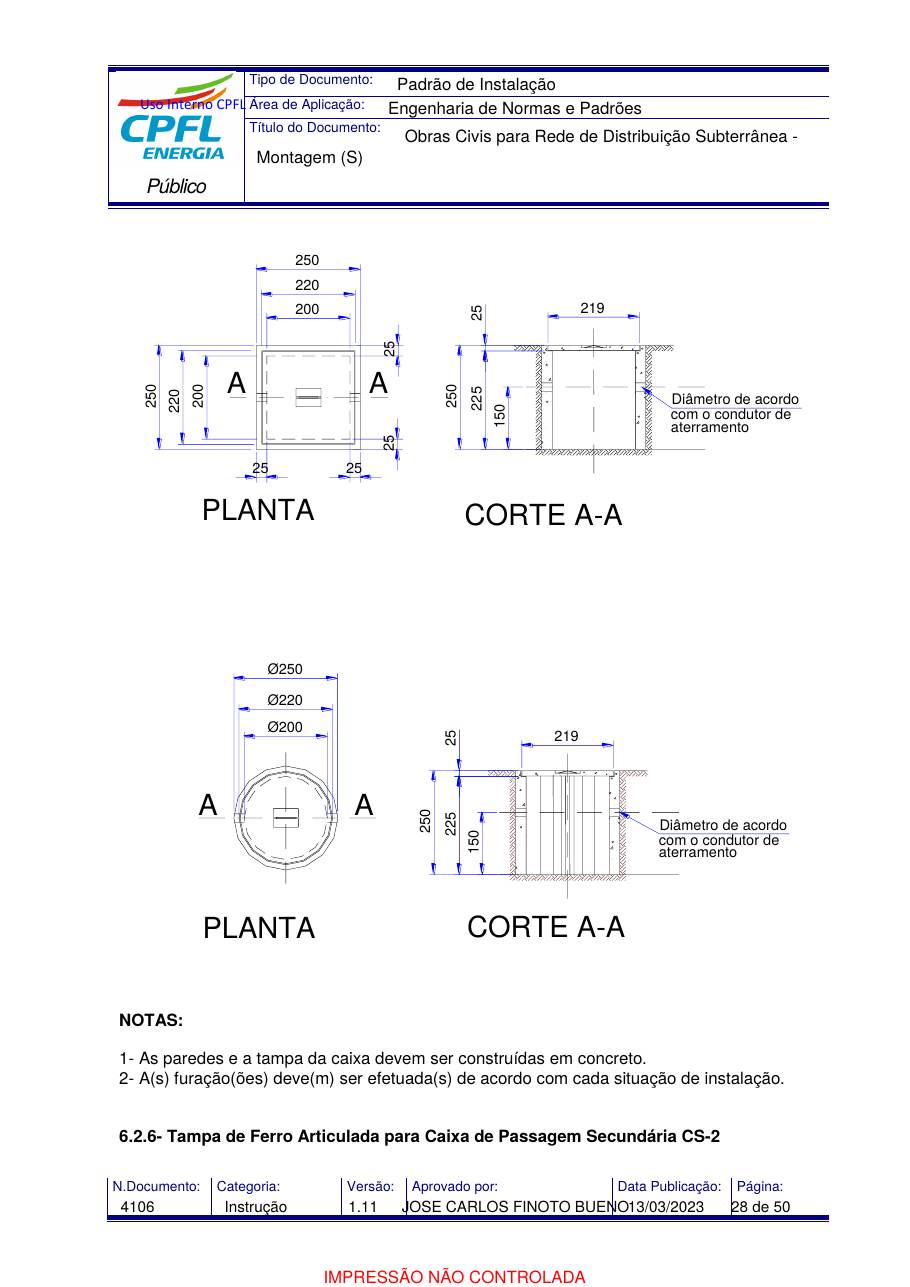 Tipo de Documento: Padrão de Instalação
Uso Interno CPFL Área de Aplicação: Engenharia de Normas e Padrões
Título do Documento: Obras Civis para Rede de Distribuição Subterrânea -
Montagem (S)
CPFL
ENERGIA
Público
250
220
200
25
25
250
220
200
A
A
25
25
PLANTA
219
25
250
225
150
Diâmetro de acordo
com o condutor de
aterramento
CORTE A-A
Ø250
Ø220
Ø200
A
A
PLANTA
219
25
250
225
150
Diâmetro de acordo
com o condutor de
aterramento
CORTE A-A
NOTAS:
1- As paredes e a tampa da caixa devem ser construídas em concreto.
2- A(s) furação(ões) deve(m) ser efetuada(s) de acordo com cada situação de instalação.
6.2.6- Tampa de Ferro Articulada para Caixa de Passagem Secundária CS-2
N.Documento: Categoria: Versão: Aprovado por: Data Publicação: Página:
4106 Instrução 1.11 JOSE CARLOS FINOTO BUENO 13/03/2023 28 de 50
IMPRESSÃO NÃO CONTROLADA